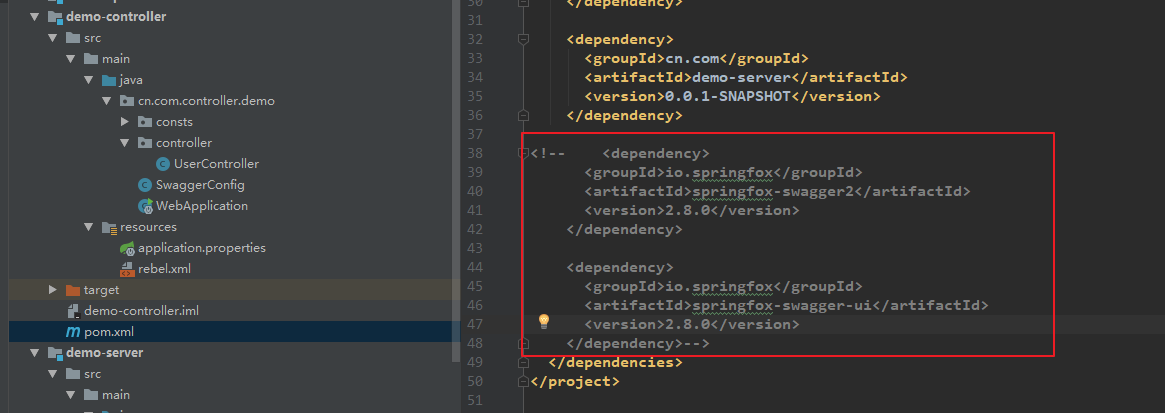 demo-controller
src
main
java
cn.com.controller.demo
consts
controller
UserController
SwaggerConfig
WebApplication
resources
application.properties
rebel.xml
target
demo-controller.iml
pom.xml
demo-server
src
main
</dependency>
31
32 <dependency>
33 <groupId>cn.com</groupId>
34 <artifactId>demo-server</artifactId>
35 <version>0.0.1-SNAPSHOT</version>
36 </dependency>
37
38 <!-- <dependency>
39 <groupId>io.springfox</groupId>
40 <artifactId>springfox-swagger2</artifactId>
41 <version>2.8.0</version>
42 </dependency>
43
44 <dependency>
45 <groupId>io.springfox</groupId>
46 <artifactId>springfox-swagger-ui</artifactId>
47 <version>2.8.0</version>
48 </dependency>-->
49 </dependencies>
50 </project>
51